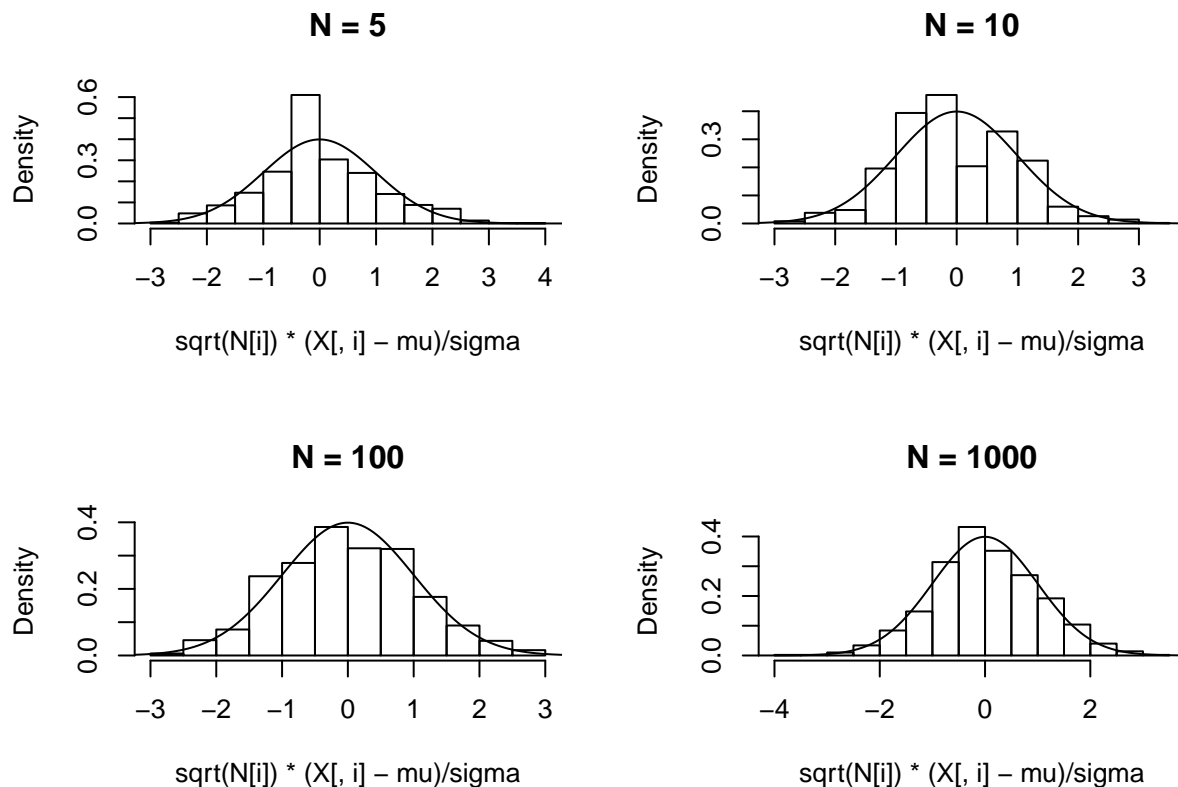 N = 5
Density
0.0 0.3 0.6
−3 −2 −1 0 1 2 3 4
sqrt(N[i]) * (X[, i] − mu)/sigma
N = 10
Density
0.0 0.3
−3 −2 −1 0 1 2 3
sqrt(N[i]) * (X[, i] − mu)/sigma
N = 100
Density
0.0 0.2 0.4
−3 −2 −1 0 1 2 3
sqrt(N[i]) * (X[, i] − mu)/sigma
N = 1000
Density
0.0 0.2 0.4
−4 −2 0 2
sqrt(N[i]) * (X[, i] − mu)/sigma